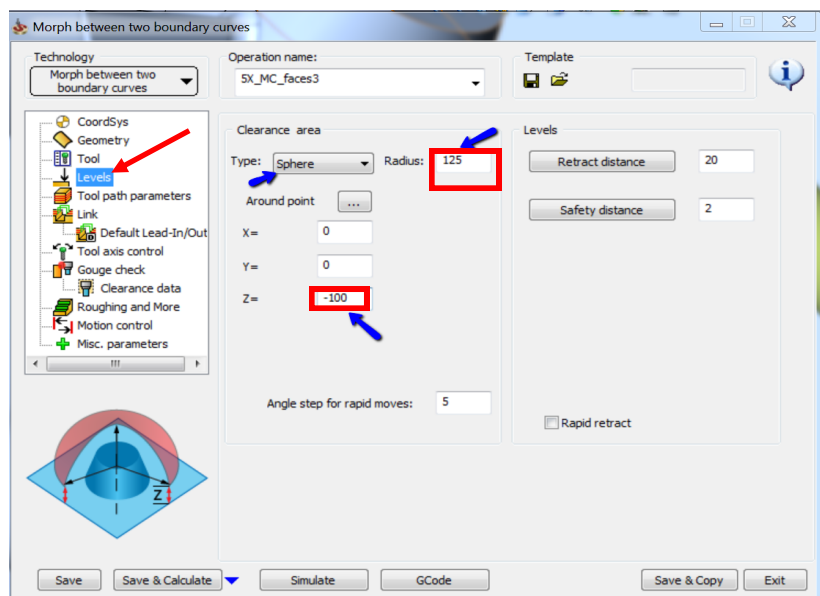 Morph between two boundary curves
Technology
Morph between two
boundary curves
Operation name:
5X_MC_faces3
Template
CoordSys
Geometry
Tool
Levels
Tool path parameters
Link
Default Lead-In/Out
Tool axis control
Gouge check
Clearance data
Roughing and More
Motion control
Misc. parameters
Clearance area
Type: Sphere Radius: 125
Around point ...
X= 0
Y= 0
Z= -100
Angle step for rapid moves: 5
Levels
Retract distance 20
Safety distance 2
Rapid retract
Z
Save Save & Calculate Simulate GCode Save & Copy Exit